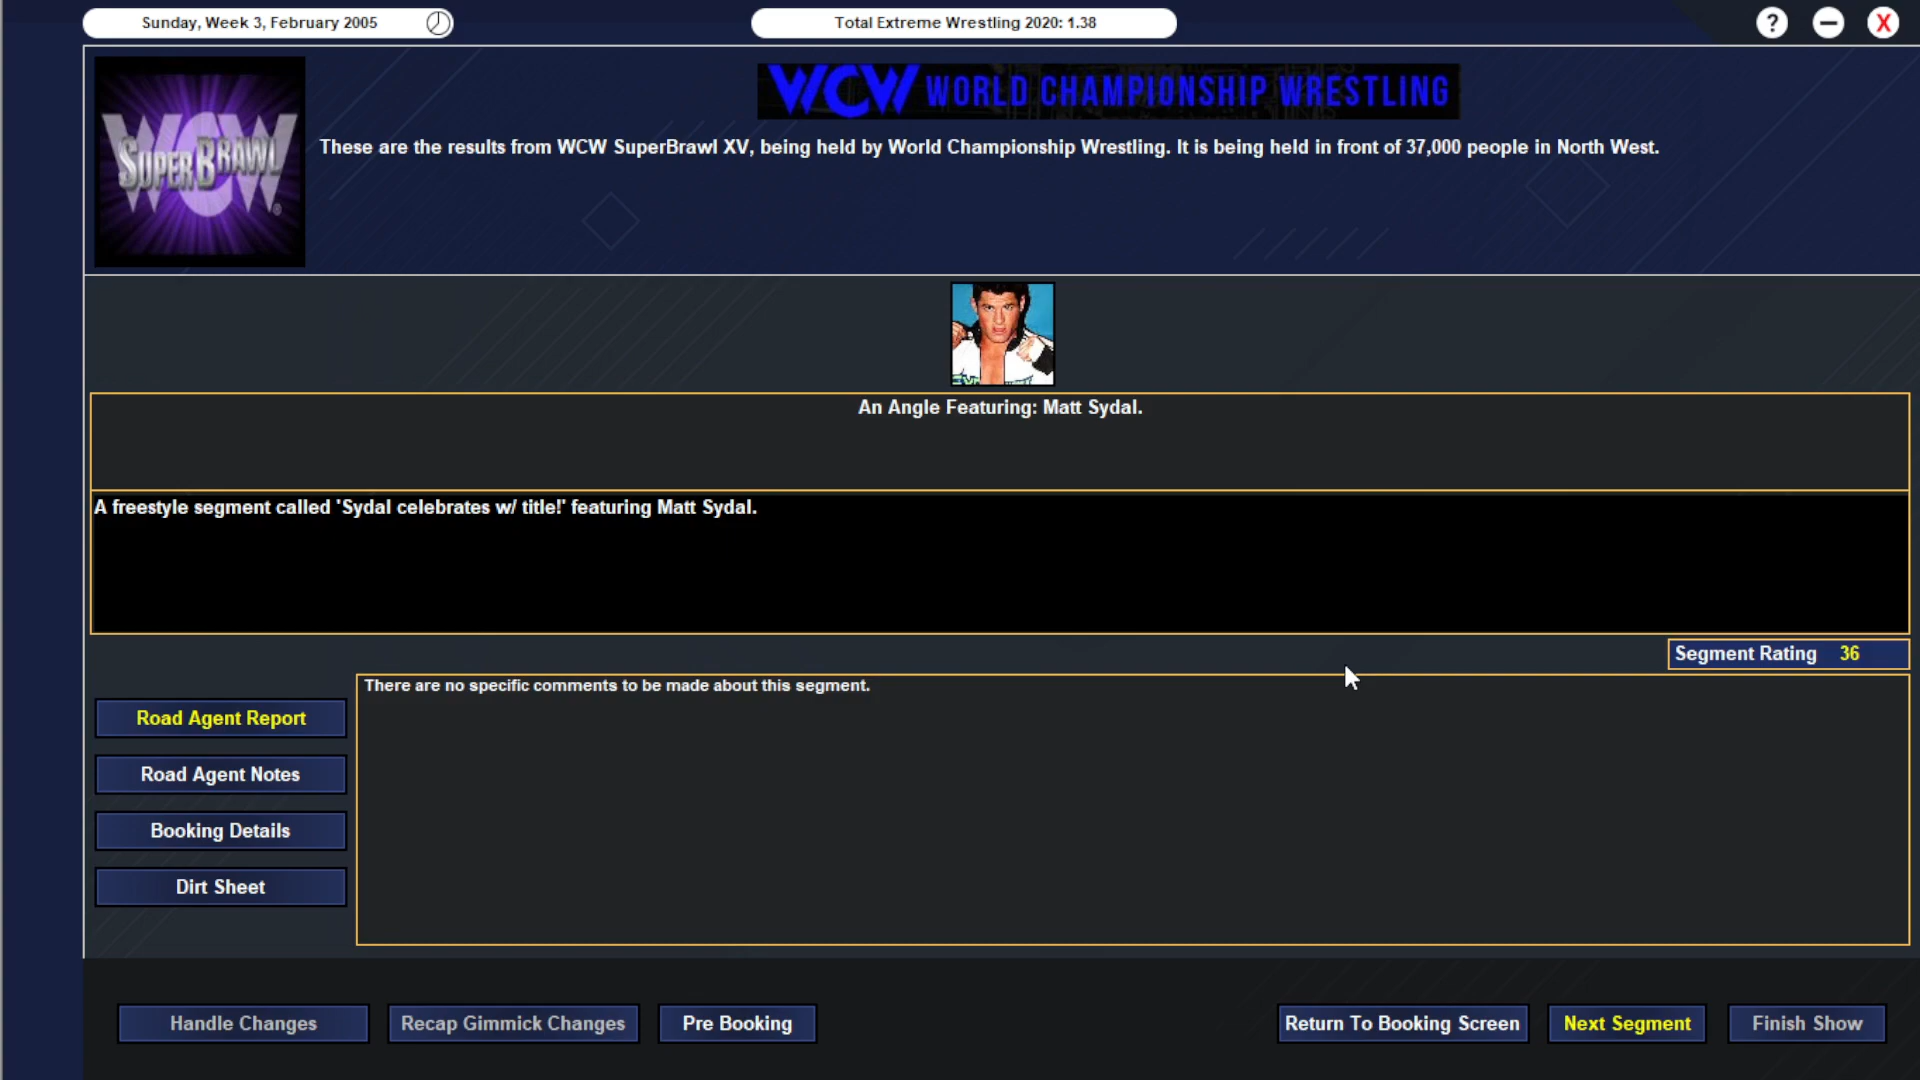 Sunday, Week 3, February 2005
Total Extreme Wrestling 2020: 1.38
?
X
WCW WORLD CHAMPIONSHIP WRESTLING
WCW SUPERBRAWL
These are the results from WCW SuperBrawl XV, being held by World Championship Wrestling. It is being held in front of 37,000 people in North West.
An Angle Featuring: Matt Sydal.
A freestyle segment called 'Sydal celebrates w/ title!' featuring Matt Sydal.
Segment Rating 36
There are no specific comments to be made about this segment.
Road Agent Report
Road Agent Notes
Booking Details
Dirt Sheet
Handle Changes
Recap Gimmick Changes
Pre Booking
Return To Booking Screen
Next Segment
Finish Show